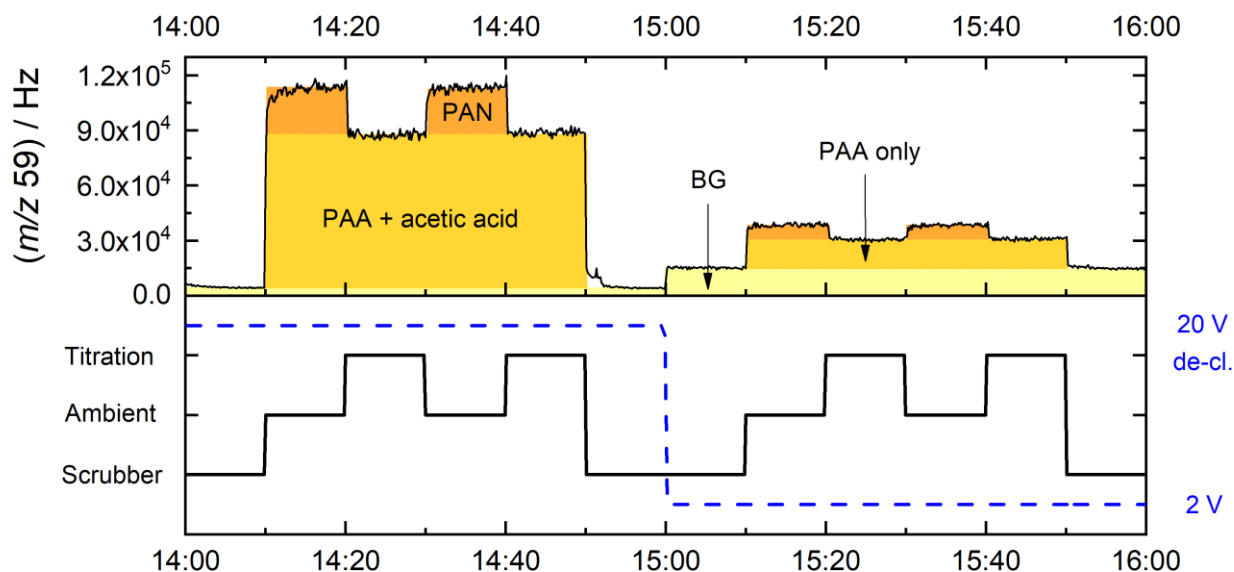 14:00 14:20 14:40 15:00 15:20 15:40 16:00
(m/z 59) / Hz
1.2x10⁵
9.0x10⁴
6.0x10⁴
3.0x10⁴
0.0
PAN
PAA only
BG
PAA + acetic acid
20 V
Titration
de-cl.
Ambient
Scrubber
2 V
14:00 14:20 14:40 15:00 15:20 15:40 16:00